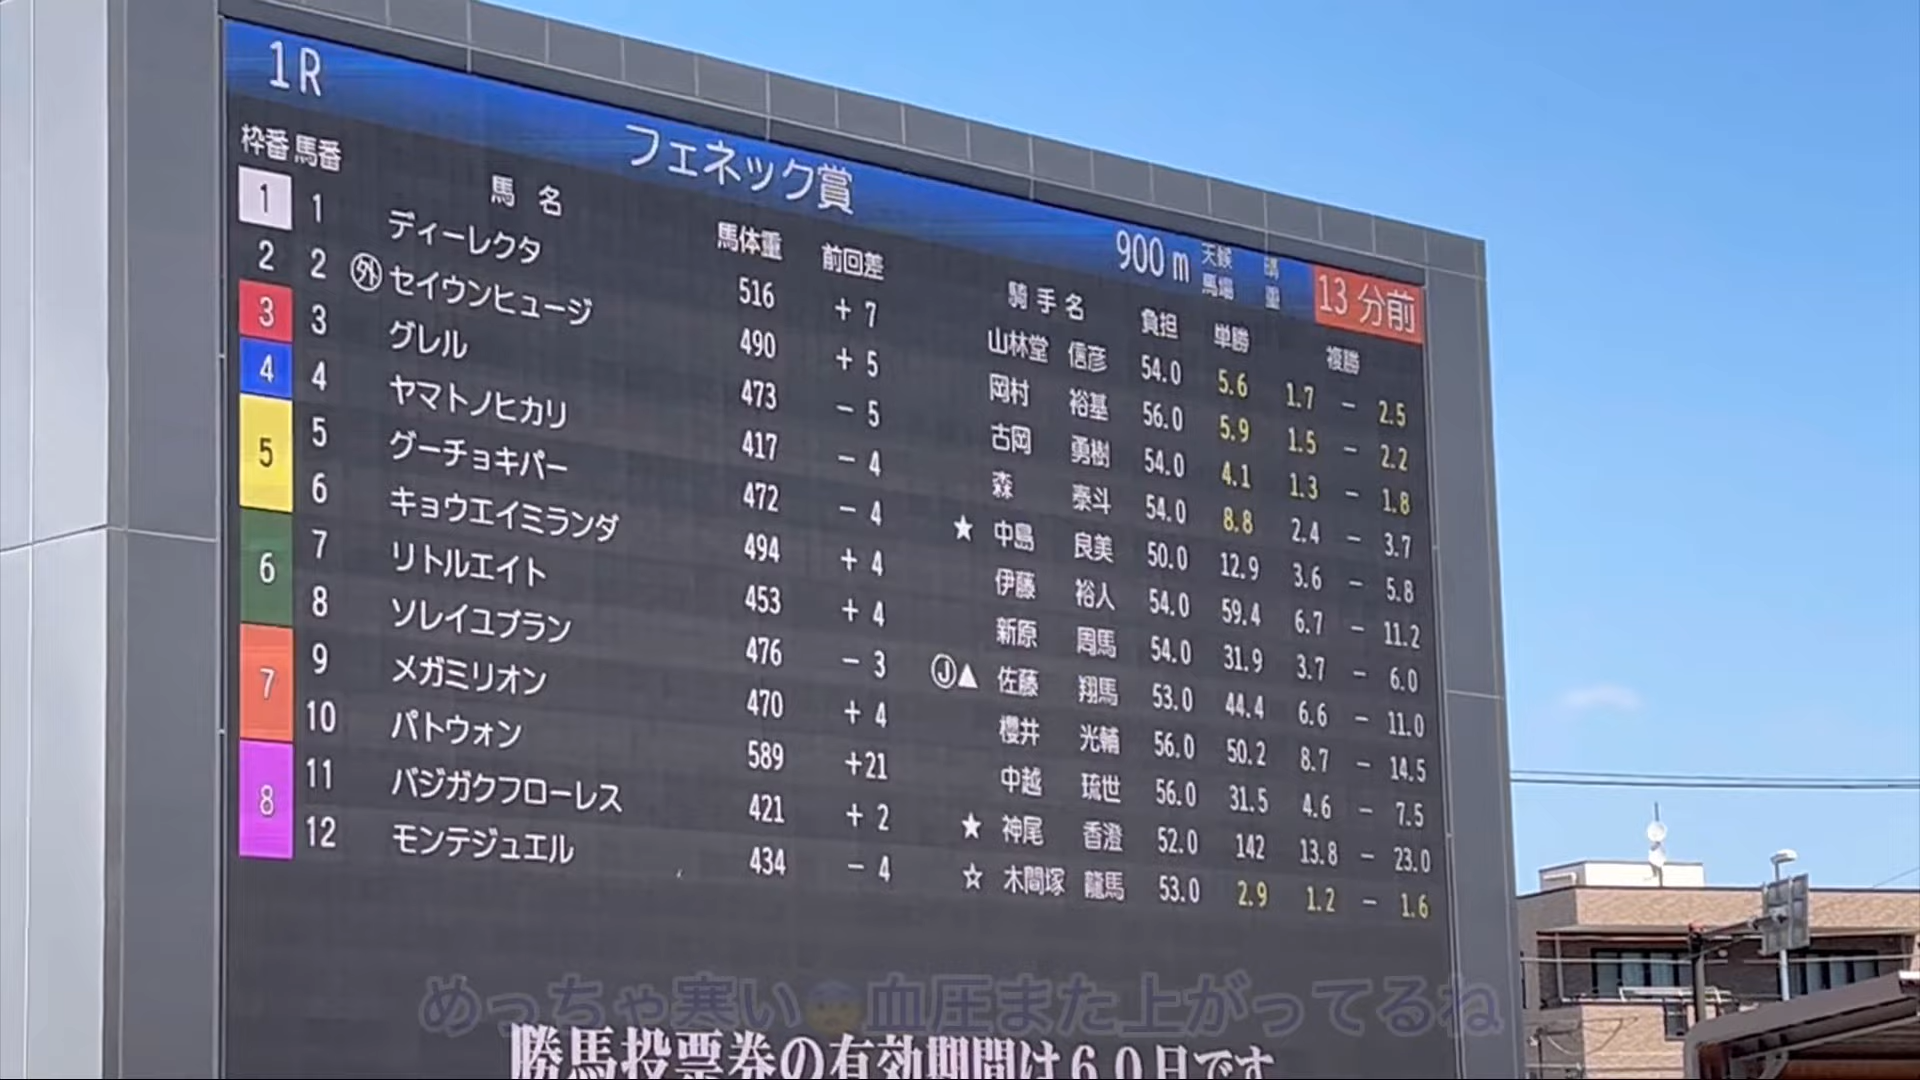 1R フェネック賞 900m 天候 晴 馬場 重 13分前
枠番 馬番 馬名 馬体重 前回差 騎手名 負担 単勝 複勝
1 1 ディーレクタ 516 +7 山林堂 信彦 54.0 5.6 1.7 - 2.5
2 2 ㊕セイウンヒュージ 490 +5 岡村 裕基 56.0 5.9 1.5 - 2.2
3 3 グレル 473 -5 古岡 勇樹 54.0 4.1 1.3 - 1.8
4 4 ヤマトノヒカリ 417 -4 森 泰斗 54.0 8.8 2.4 - 3.7
5 5 グーチョキパー 472 -4 ★ 中島 良美 50.0 12.9 3.6 - 5.8
6 キョウエイミランダ 494 +4 伊藤 裕人 54.0 59.4 6.7 - 11.2
6 7 リトルエイト 453 +4 新原 周馬 54.0 31.9 3.7 - 6.0
8 ソレイユブラン 476 -3 Ⓙ▲ 佐藤 翔馬 53.0 44.4 6.6 - 11.0
7 9 メガミリオン 470 +4 櫻井 光輔 56.0 50.2 8.7 - 14.5
10 パトウォン 589 +21 中越 琉世 56.0 31.5 4.6 - 7.5
8 11 バジガクフローレス 421 +2 ★ 神尾 香澄 52.0 142 13.8 - 23.0
12 モンテジュエル 434 -4 ☆ 木間塚 龍馬 53.0 2.9 1.2 - 1.6
めっちゃ寒い血圧また上がってるね
勝馬投票券の有効期間は60日です